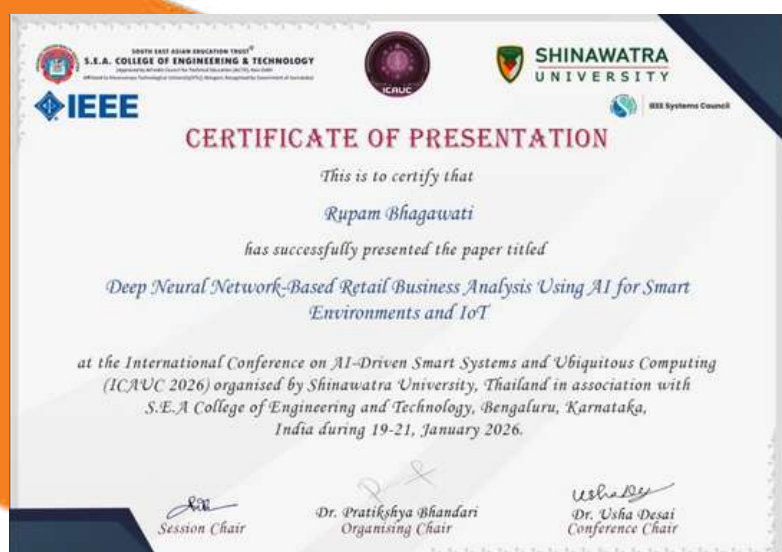 SOUTH EAST ASIAN EDUCATION TRUST®
S.E.A. COLLEGE OF ENGINEERING & TECHNOLOGY
ICAUC
SHINAWATRA
UNIVERSITY
IEEE
IEEE Systems Council
CERTIFICATE OF PRESENTATION
This is to certify that
Rupam Bhagawati
has successfully presented the paper titled
Deep Neural Network-Based Retail Business Analysis Using AI for Smart
Environments and IoT
at the International Conference on AI-Driven Smart Systems and Ubiquitous Computing
(ICAUC 2026) organised by Shinawatra University, Thailand in association with
S.E.A College of Engineering and Technology, Bengaluru, Karnataka,
India during 19-21, January 2026.
Usha De
Session Chair
Dr. Pratikshya Bhandari
Organising Chair
Dr. Usha Desai
Conference Chair